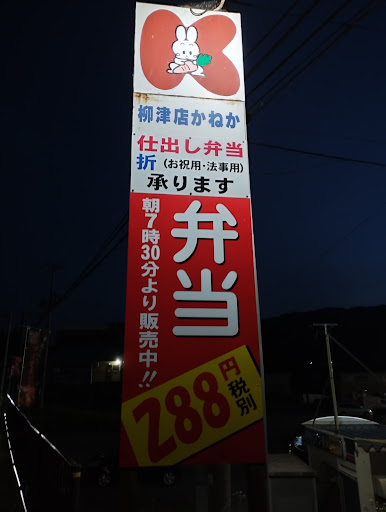 K
柳津店かねか
仕出し弁当
折(お祝用・法事用)
承ります
弁当
朝7時30分より販売中!!
288円税別